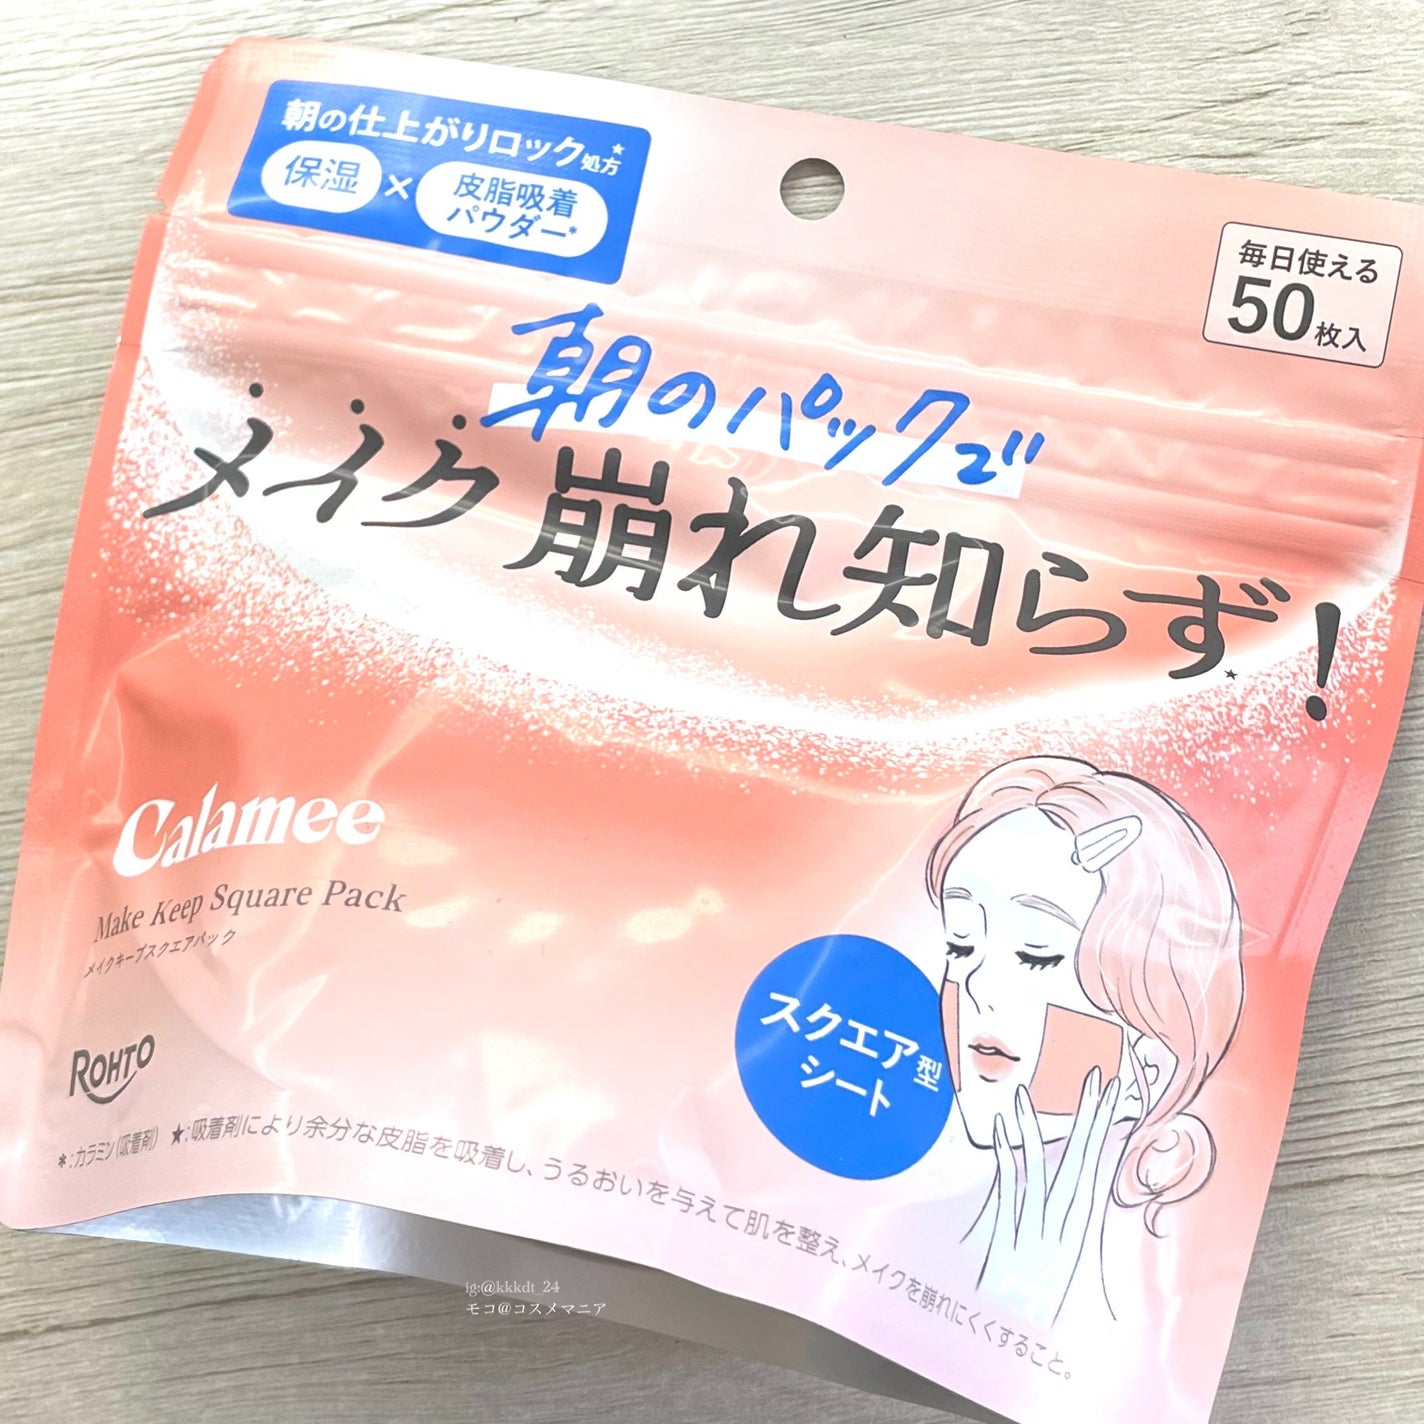 朝の仕上がりロック処方★
保湿×皮脂吸着
パウダー*
毎日使える
50枚入
朝のパックで
メイク崩れ知らず★!
Calamee
Make Keep Square Pack
メイクキープスクエアパック
スクエア型
シート
ROHTO
*:カラミン(吸着剤) ★:吸着剤により余分な皮脂を吸着し、うるおいを与えて肌を整え、メイクを崩れにくくすること。
ig:@kkkdt_24
モコ@コスメマニア